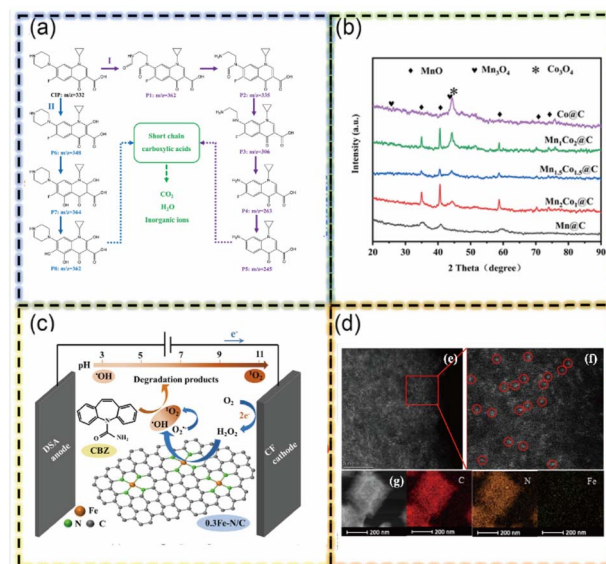 (a)
I
CIP: m/z=332
P1: m/z=362
P2: m/z=335
II
P6: m/z=348
Short chain
carboxylic acids
P3: m/z=306
CO₂
H₂O
Inorganic ions
P7: m/z=364
P4: m/z=263
P8: m/z=362
P5: m/z=245
(b)
MnO
Mn₃O₄
Co₃O₄
Co@C
Mn₁Co₂@C
Mn₁.₅Co₁.₅@C
Mn₂Co₁@C
Mn@C
Intensity (a.u.)
20 30 40 50 60 70 80 90
2 Theta（degree）
(c)
e⁻
pH 3 5 7 9 11
•OH
¹O₂
Degradation products
DSA
anode
CBZ
¹O₂
•OH
O₂•⁻
O₂
2e⁻
H₂O₂
CF
cathode
Fe
N
C
0.3Fe-N/C
(d)
(e)
(f)
(g)
C
N
Fe
200 nm
200 nm
200 nm
200 nm